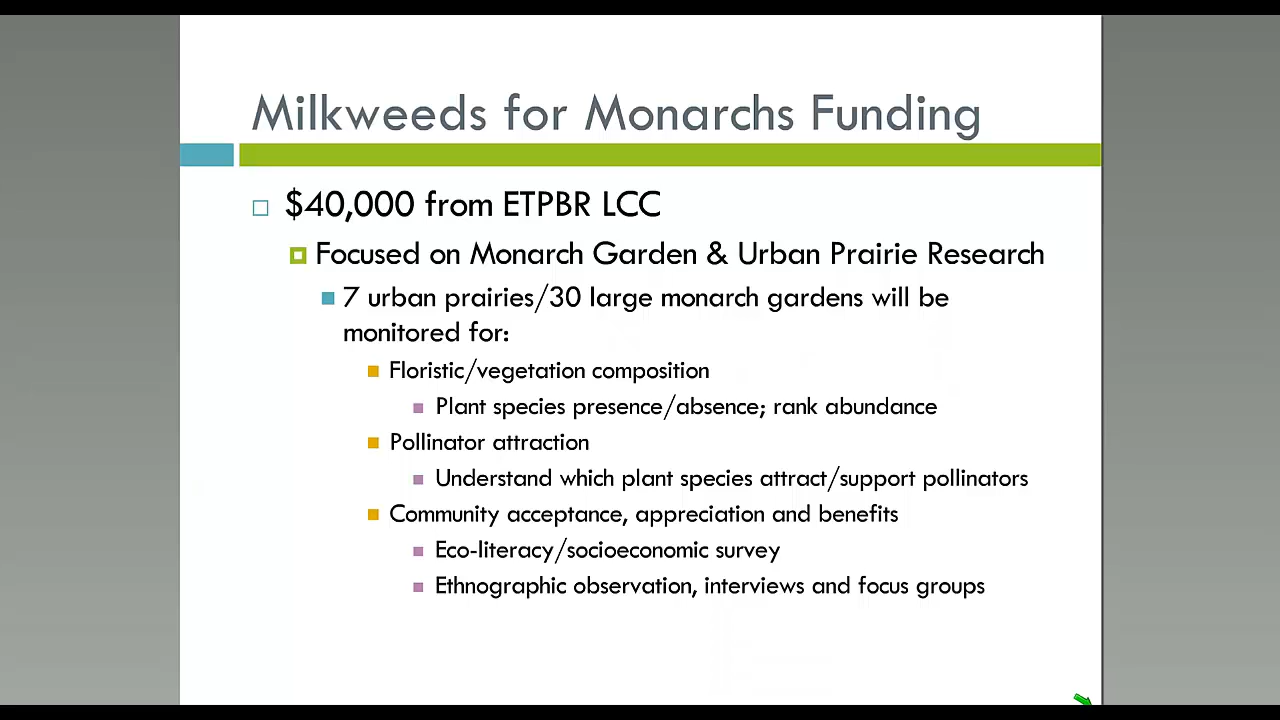 Milkweeds for Monarchs Funding
$40,000 from ETPBR LCC
Focused on Monarch Garden & Urban Prairie Research
7 urban prairies/30 large monarch gardens will be
monitored for:
Floristic/vegetation composition
Plant species presence/absence; rank abundance
Pollinator attraction
Understand which plant species attract/support pollinators
Community acceptance, appreciation and benefits
Eco-literacy/socioeconomic survey
Ethnographic observation, interviews and focus groups